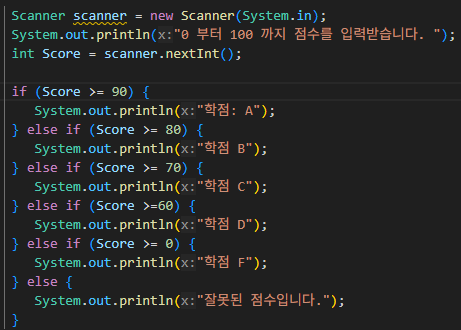 Scanner scanner = new Scanner(System.in);
System.out.println(x:"0 부터 100 까지 점수를 입력받습니다. ");
int Score = scanner.nextInt();
if (Score >= 90) {
System.out.println(x:"학점: A");
} else if (Score >= 80) {
System.out.println(x:"학점 B");
} else if (Score >= 70) {
System.out.println(x:"학점 C");
} else if (Score >=60) {
System.out.println(x:"학점 D");
} else if (Score >= 0) {
System.out.println(x:"학점 F");
} else {
System.out.println(x:"잘못된 점수입니다.");
}